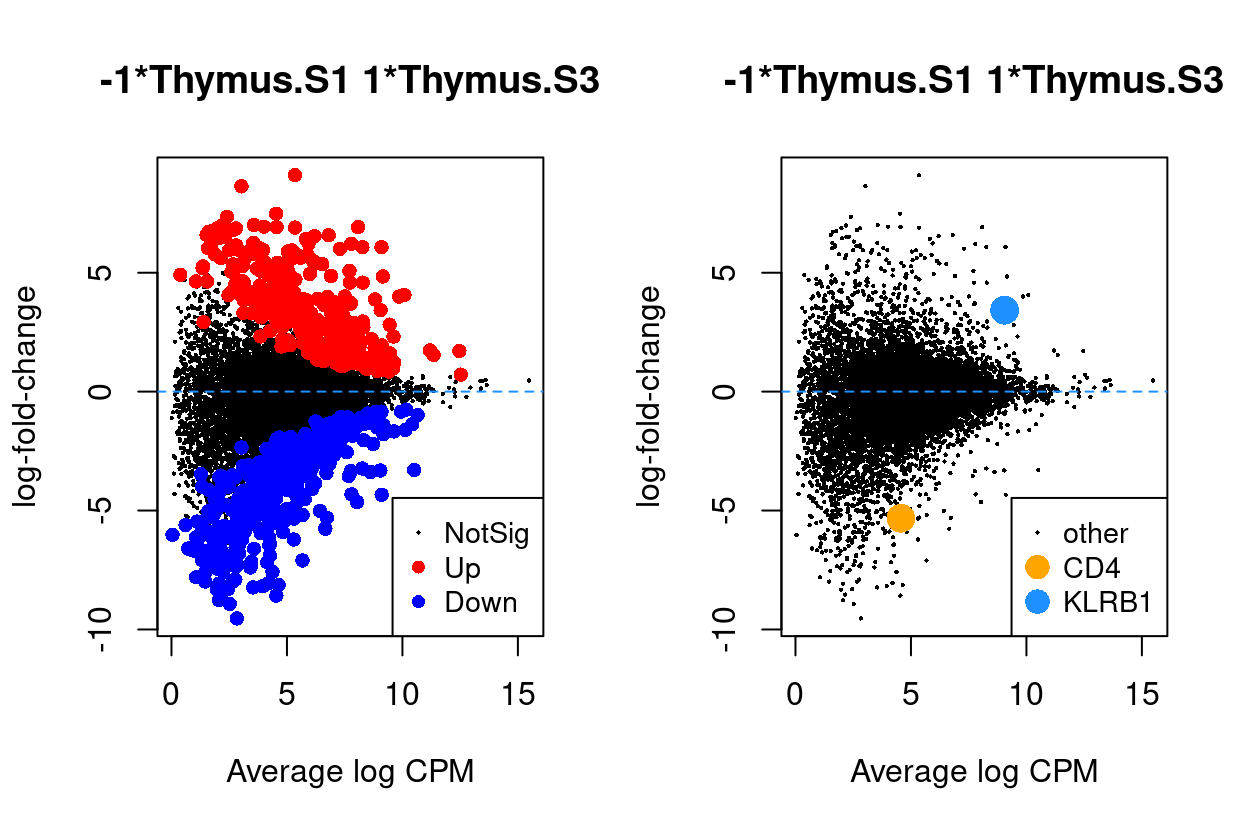 -1*Thymus.S1 1*Thymus.S3
log-fold-change
5
0
-5
-10
0 5 10 15
Average log CPM
NotSig
Up
Down
-1*Thymus.S1 1*Thymus.S3
log-fold-change
5
0
-5
-10
0 5 10 15
Average log CPM
other
CD4
KLRB1